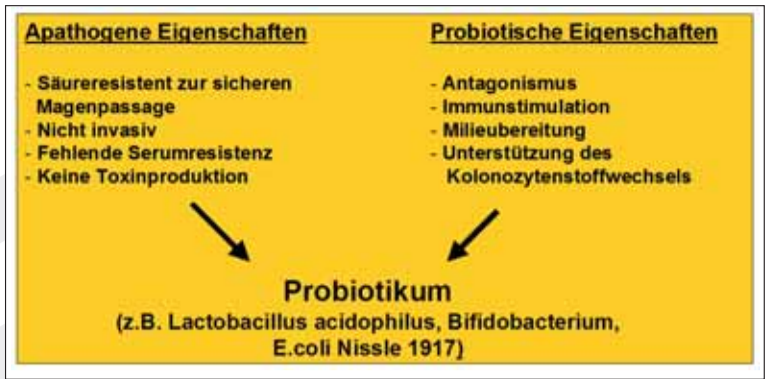 Apathogene Eigenschaften
- Säureresistent zur sicheren
Magenpassage
- Nicht invasiv
- Fehlende Serumresistenz
- Keine Toxinproduktion
Probiotische Eigenschaften
- Antagonismus
- Immunstimulation
- Milieubereitung
- Unterstützung des
Kolonozytenstoffwechsels
Probiotikum
(z.B. Lactobacillus acidophilus, Bifidobacterium,
E.coli Nissle 1917)